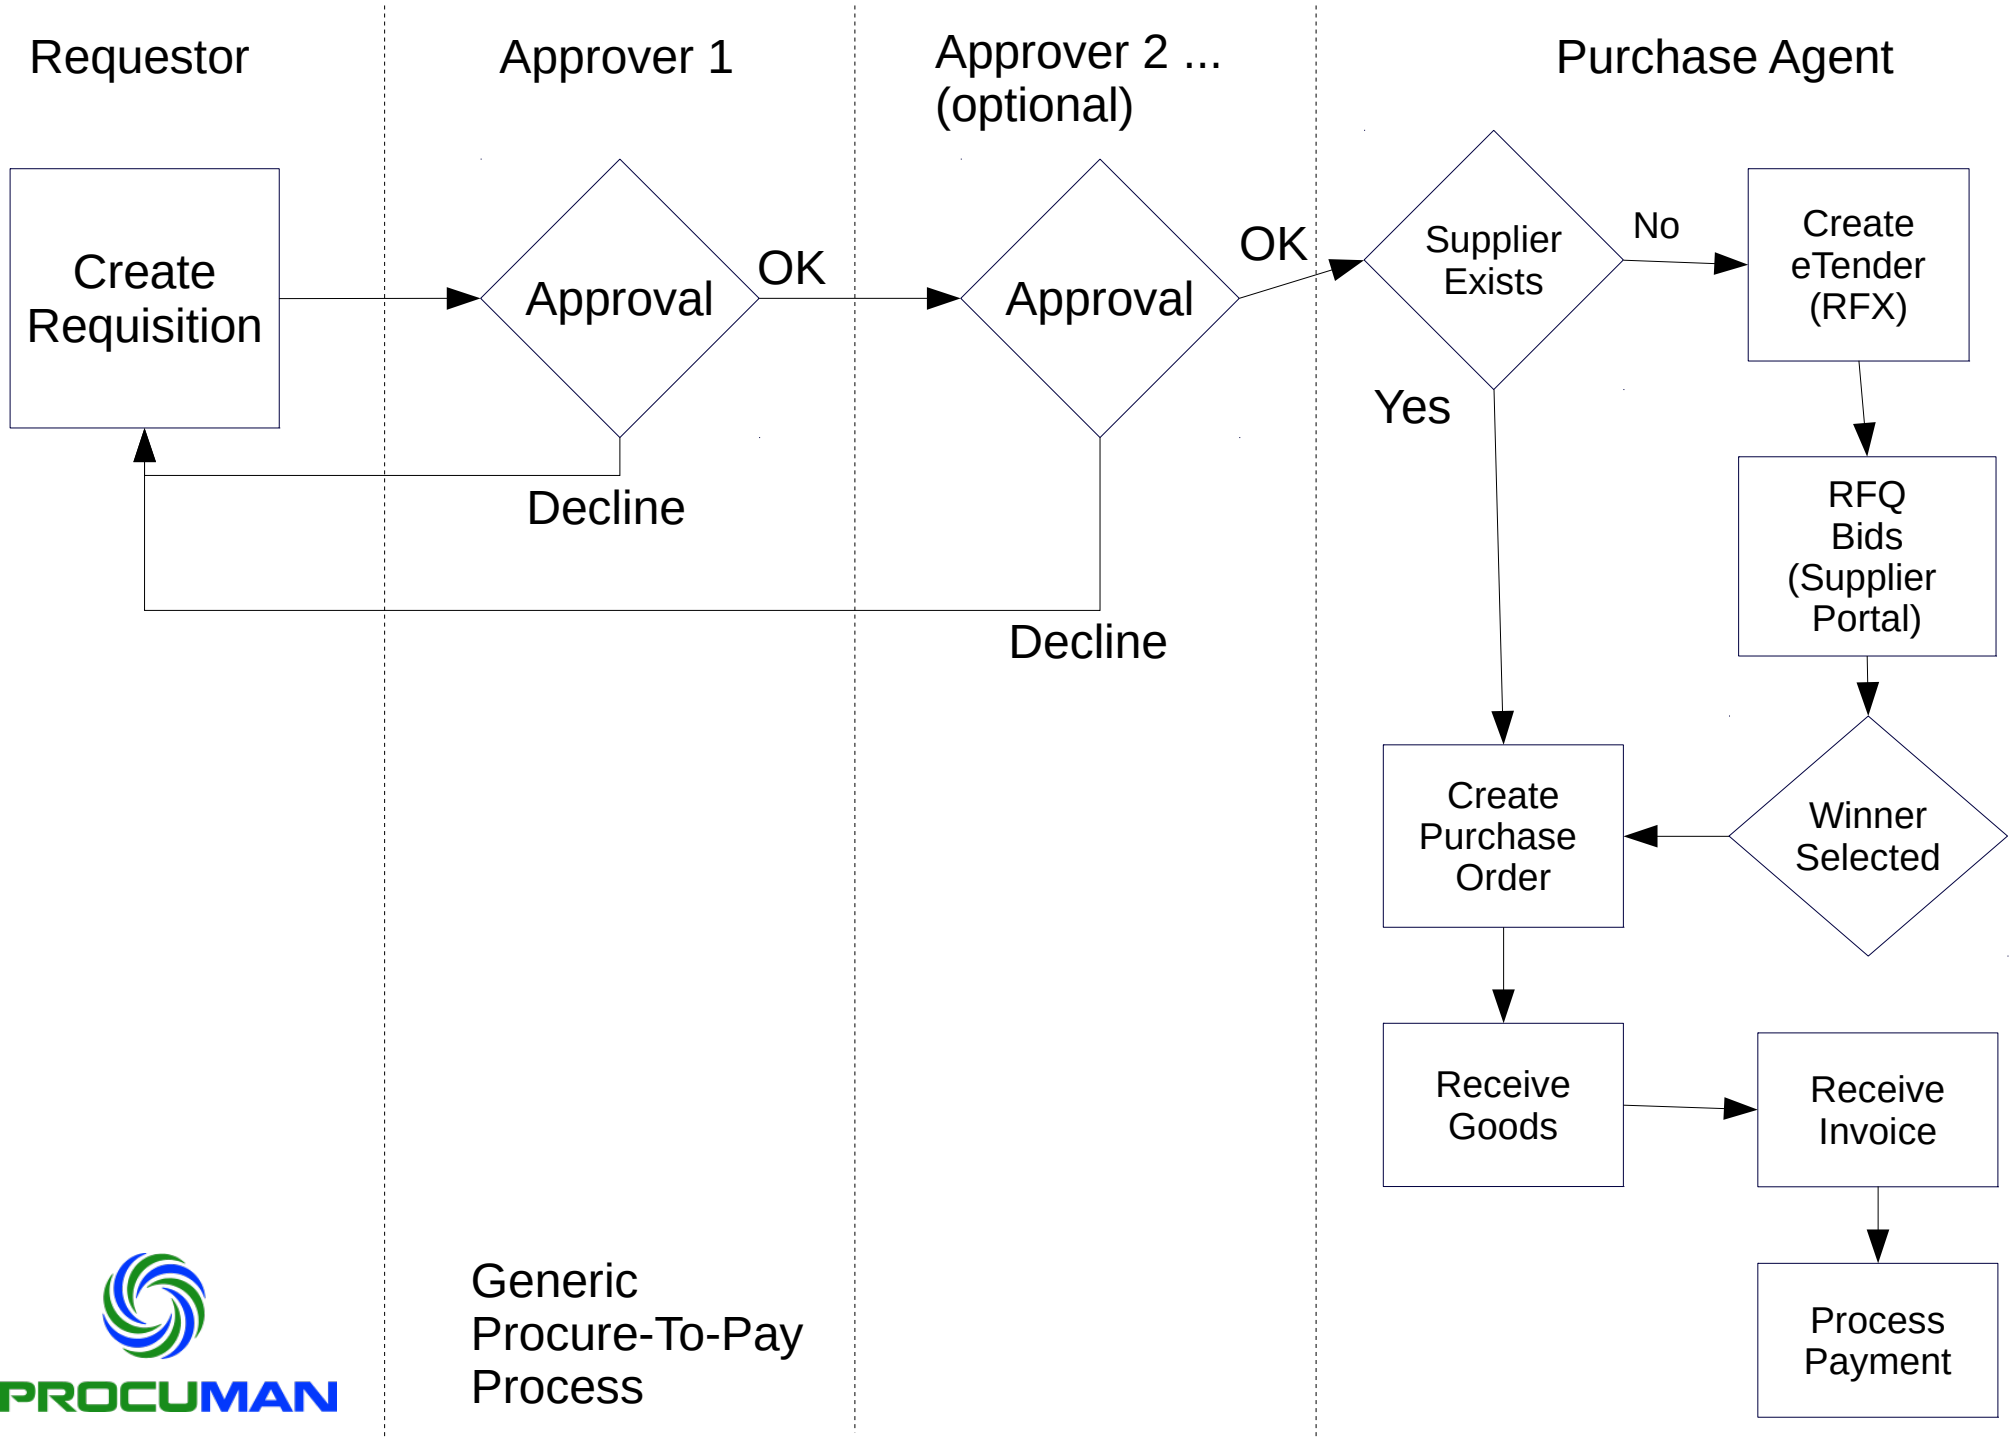 Requestor
Approver 1
Approver 2 ...
(optional)
Purchase Agent
Create
Requisition
Approval
OK
Approval
OK
Supplier
Exists
No
Create
eTender
(RFX)
Yes
Decline
Decline
RFQ
Bids
(Supplier
Portal)
Create
Purchase
Order
Winner
Selected
Receive
Goods
Receive
Invoice
Process
Payment
Generic
Procure-To-Pay
Process
PROCUMAN